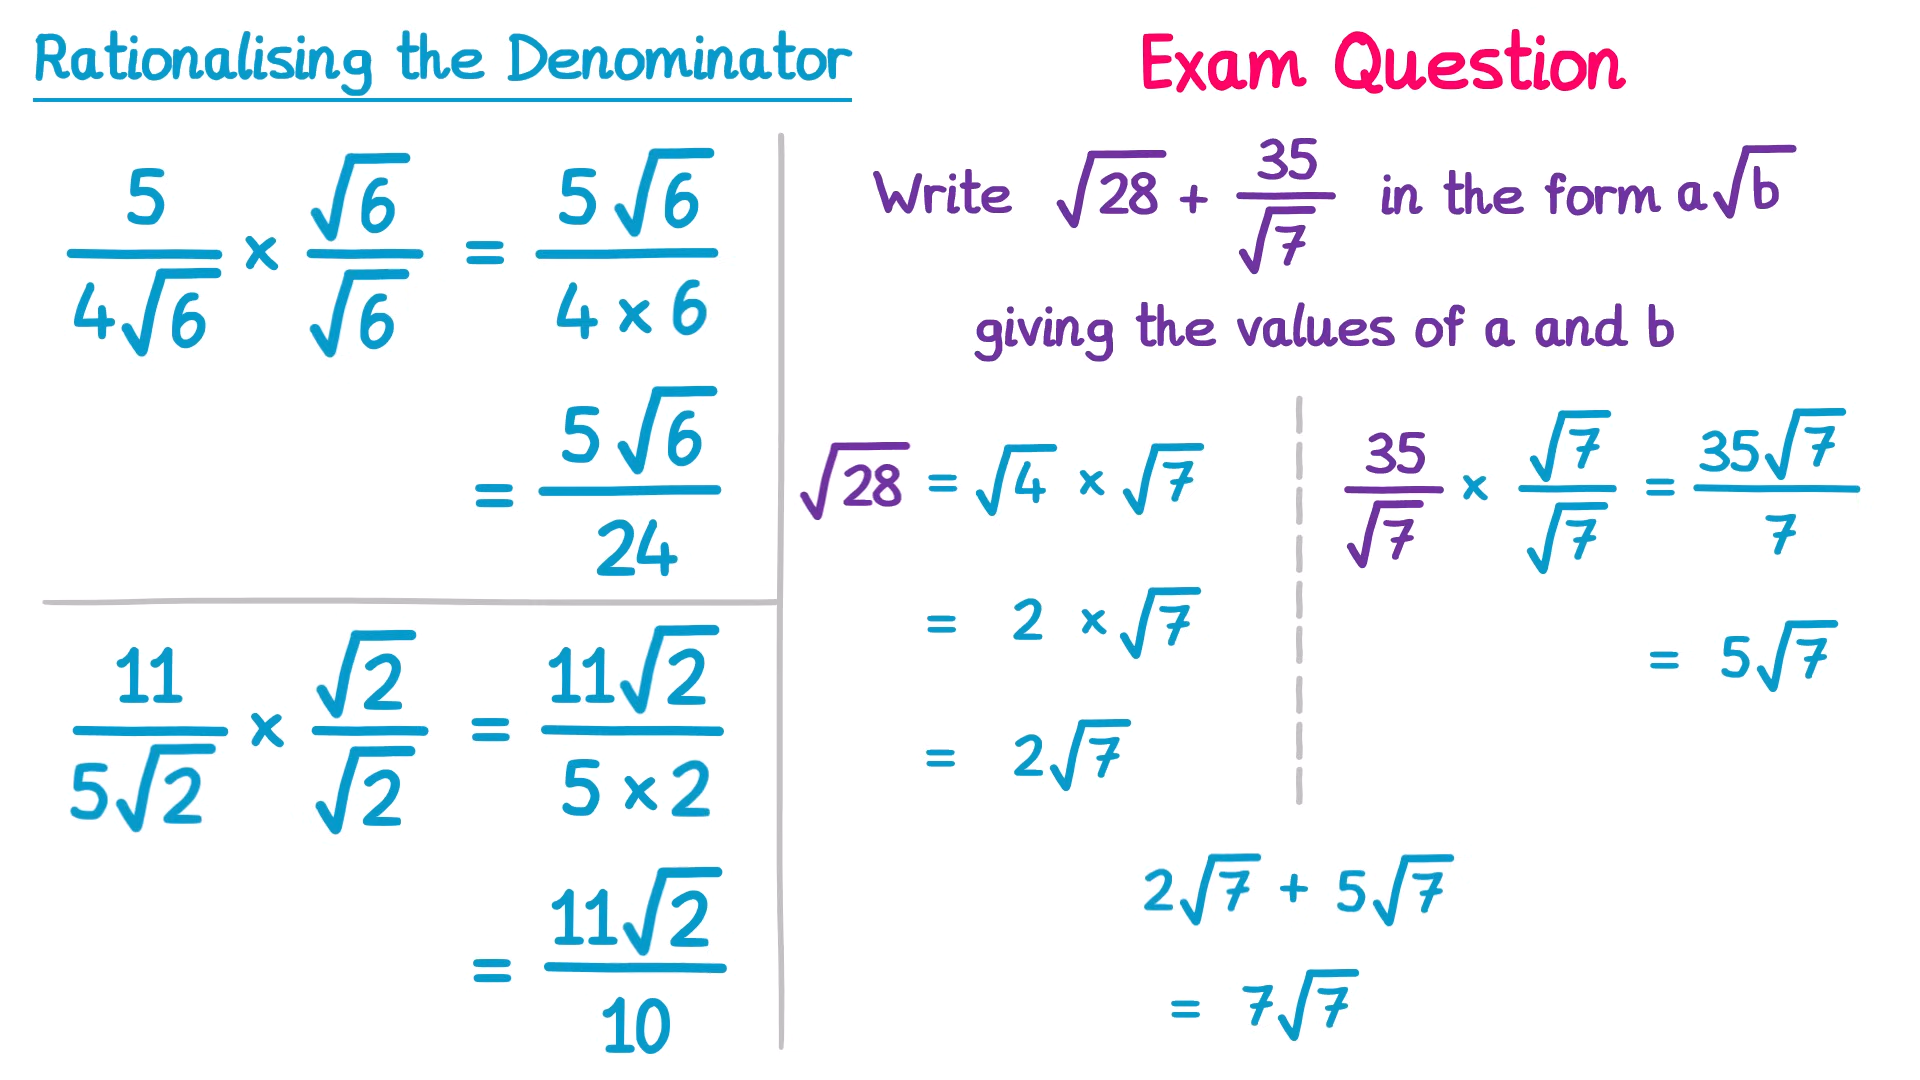 Rationalising the Denominator
5/(4√6) × √6/√6 = 5√6/(4 × 6)
= 5√6/24
11/(5√2) × √2/√2 = 11√2/(5 × 2)
= 11√2/10
Exam Question
Write √28 + 35/√7 in the form a√b
giving the values of a and b
√28 = √4 × √7
= 2 × √7
= 2√7
35/√7 × √7/√7 = 35√7/7
= 5√7
2√7 + 5√7
= 7√7